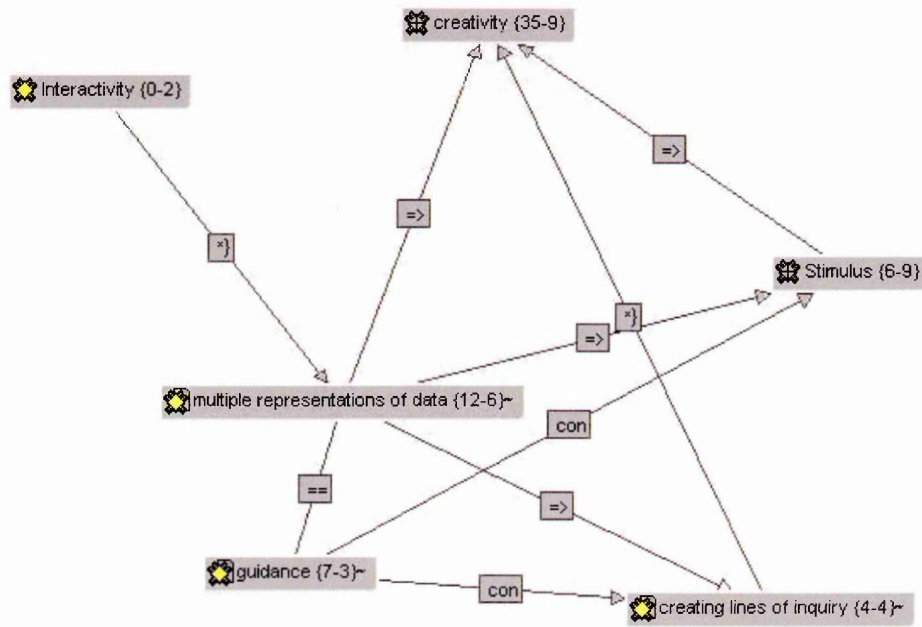 creativity {35-9}
Interactivity {0-2}
=>
=>
*}
Stimulus {6-9}
*}
=>
multiple representations of data {12-6}~
con
==
=>
guidance {7-3}~
con
creating lines of inquiry {4-4}~